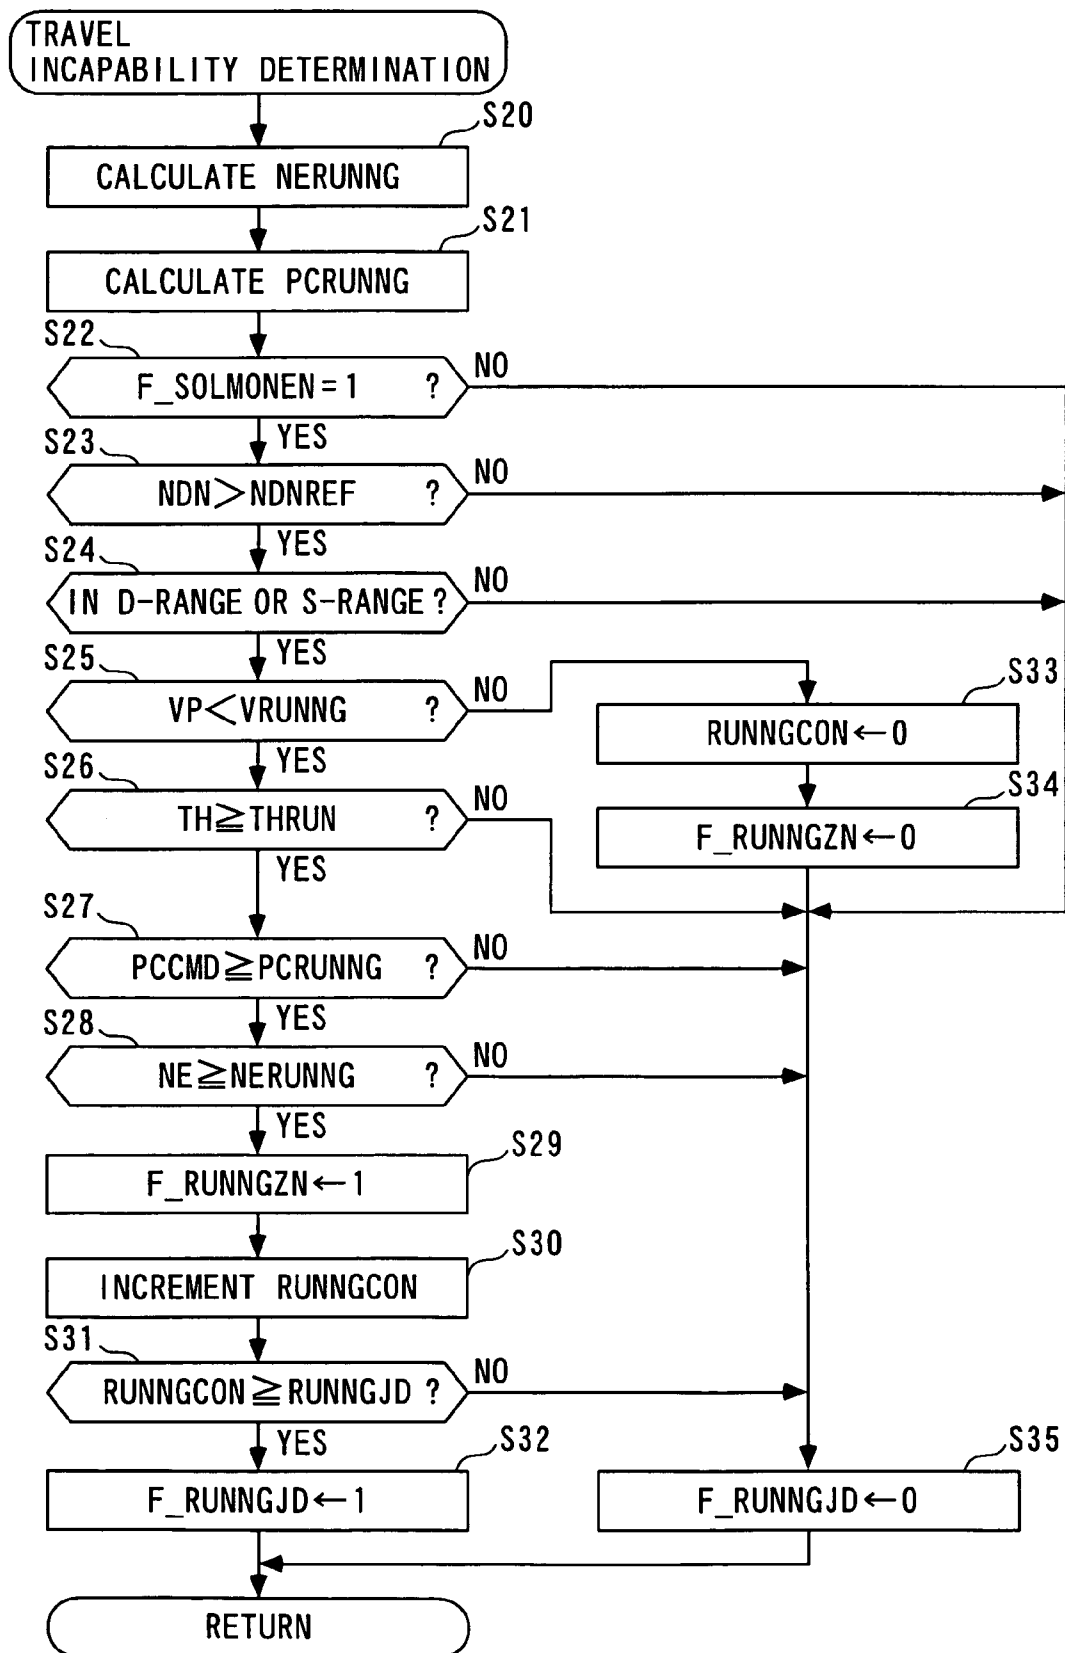 TRAVEL
INCAPABILITY DETERMINATION
S20
CALCULATE NERUNNG
S21
CALCULATE PCRUNNG
S22
F_SOLMONEN=1 ?
NO
YES
S23
NDN>NDNREF ?
NO
YES
S24
IN D-RANGE OR S-RANGE ?
NO
YES
S25
VP<VRUNNG ?
NO
YES
S33
RUNNGCON←0
S34
F_RUNNGZN←0
S26
TH≧THRUN ?
NO
YES
S27
PCCMD≧PCRUNNG ?
NO
YES
S28
NE≧NERUNNG ?
NO
YES
S29
F_RUNNGZN←1
S30
INCREMENT RUNNGCON
S31
RUNNGCON≧RUNNGJD ?
NO
YES
S32
F_RUNNGJD←1
S35
F_RUNNGJD←0
RETURN